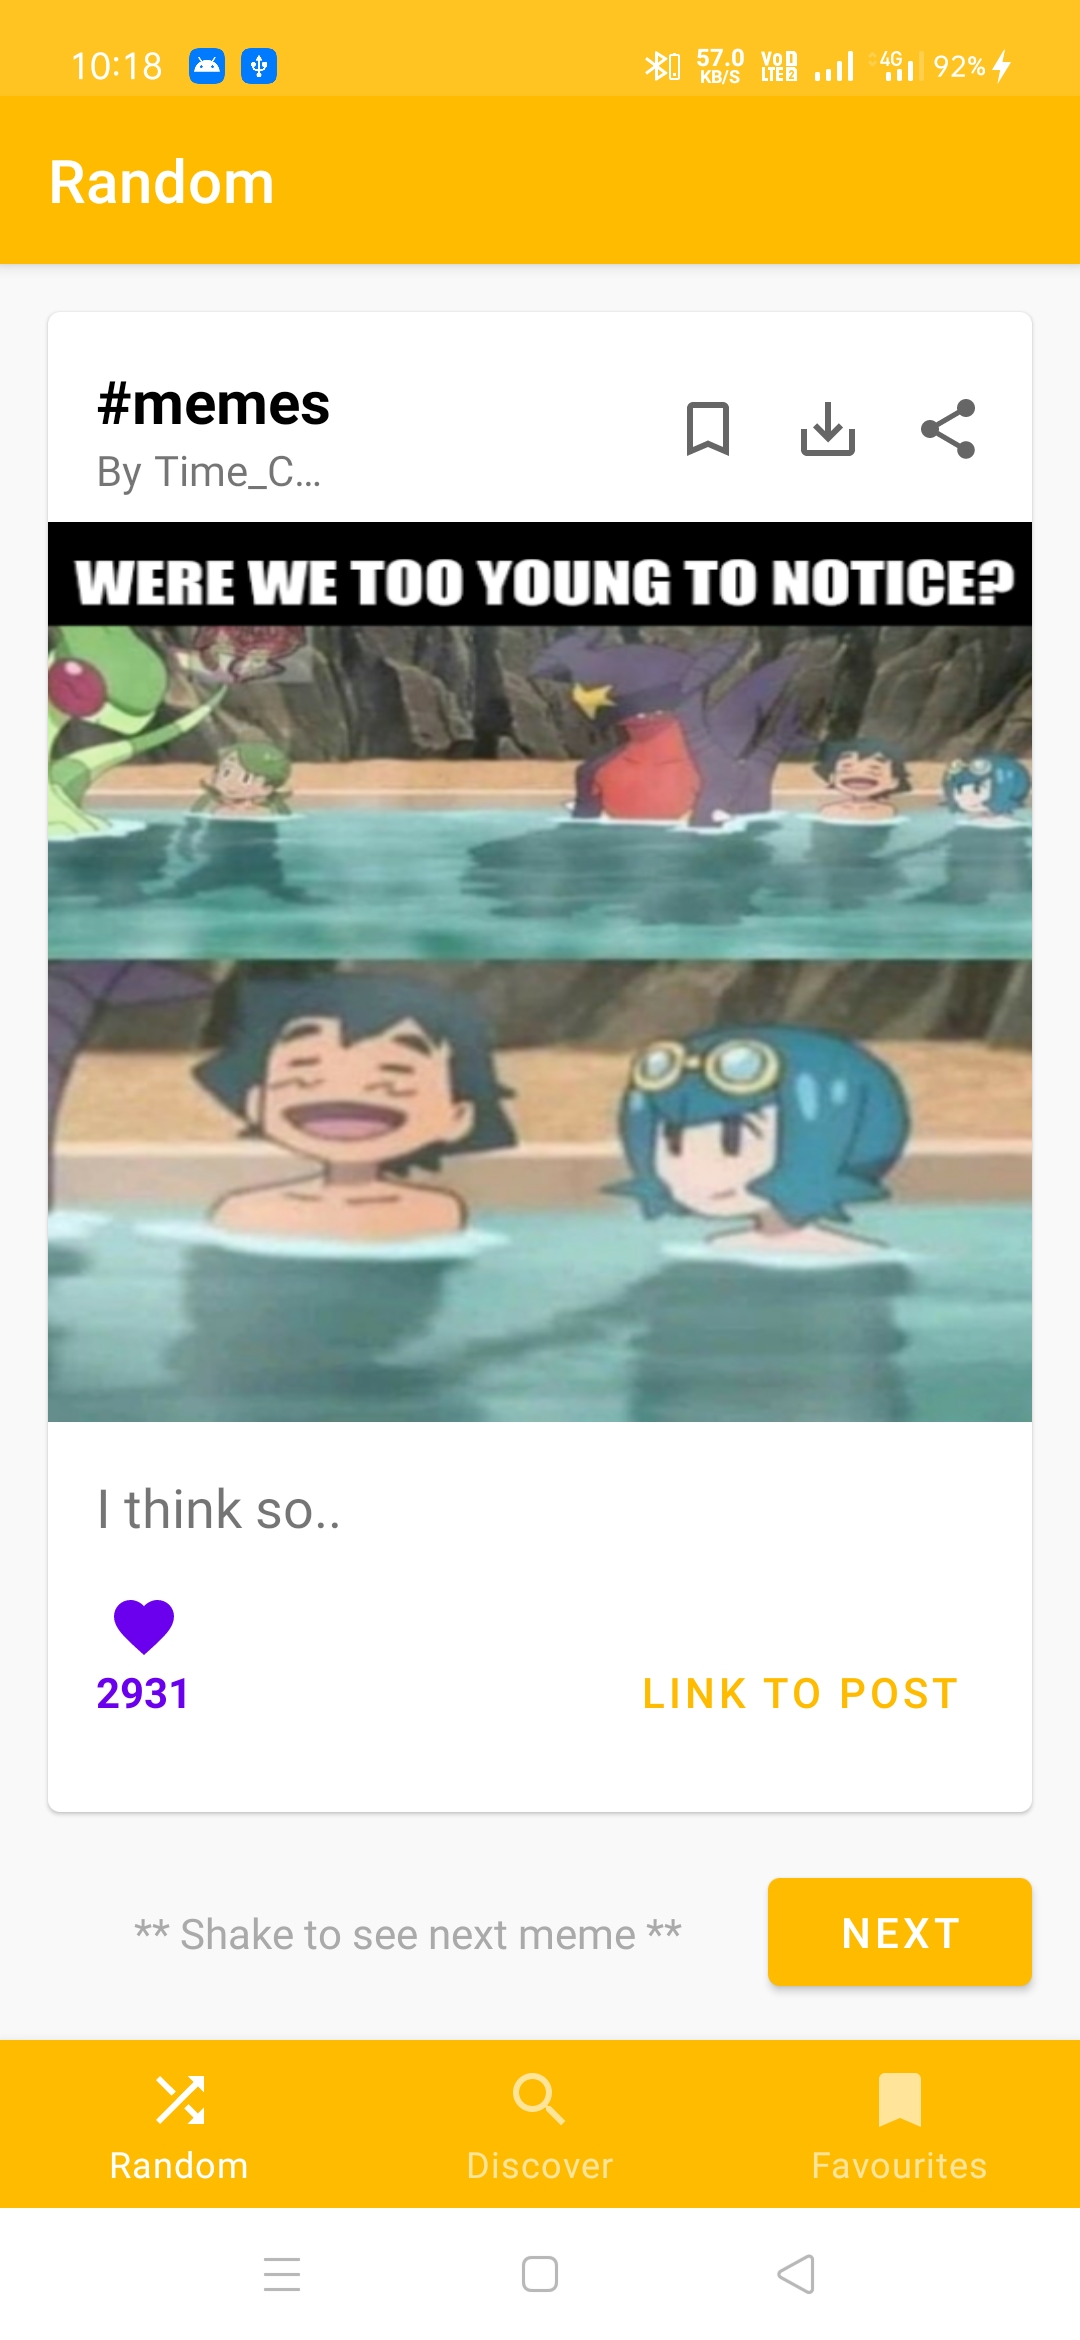 10:18 57.0 KB/S VoD LTE2 4G 92%
Random
#memes
By Time_C...
WERE WE TOO YOUNG TO NOTICE?
I think so..
2931
LINK TO POST
** Shake to see next meme **
NEXT
Random Discover Favourites